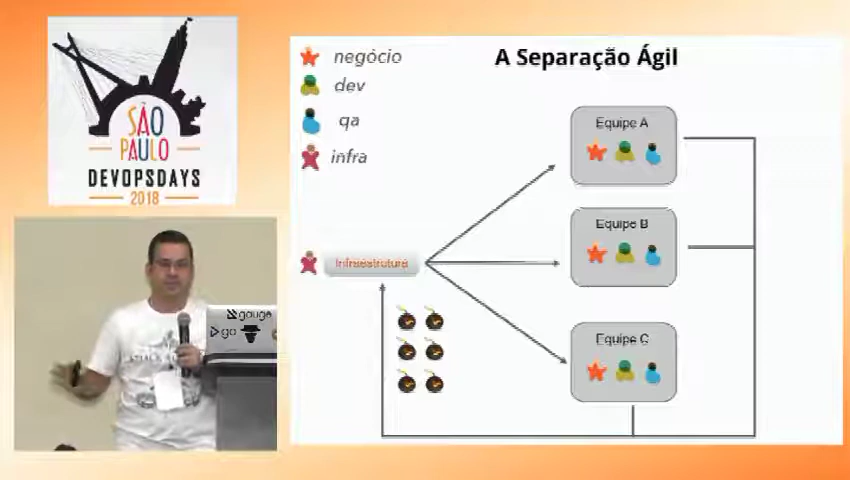 SÃO
PAULO
DEVOPSDAYS
2018
gauge
go
negócio
dev
qa
infra
A Separação Ágil
Equipe A
Equipe B
Equipe C
Infraestrutura